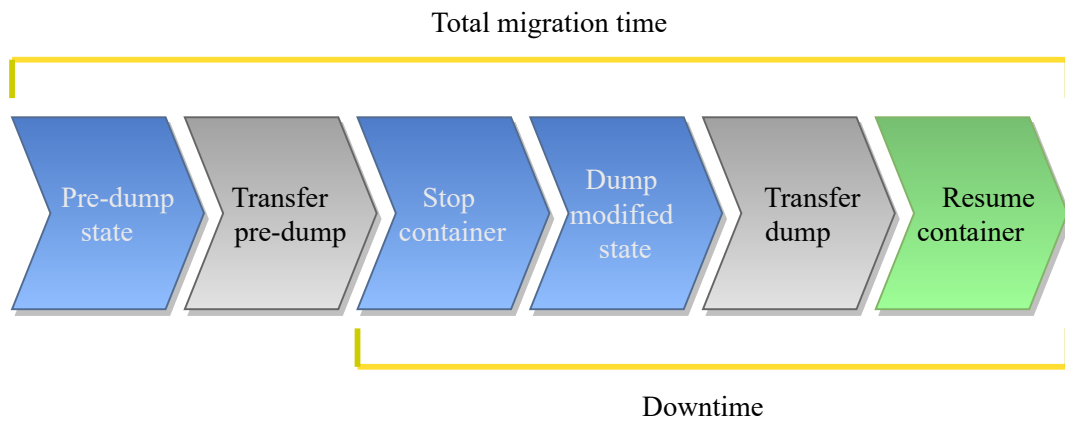 Total migration time
Pre-dump
state
Transfer
pre-dump
Stop
container
Dump
modified
state
Transfer
dump
Resume
container
Downtime